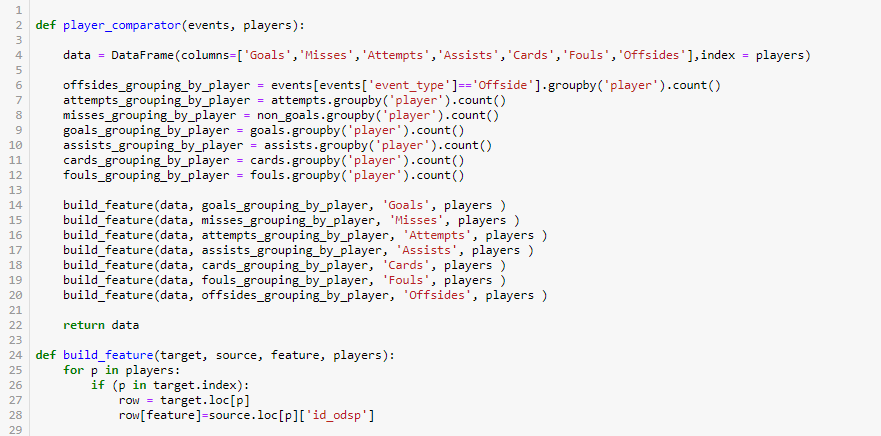 1
2 def player_comparator(events, players):
3
4     data = DataFrame(columns=['Goals','Misses','Attempts','Assists','Cards','Fouls','Offsides'],index = players)
5
6     offsides_grouping_by_player = events[events['event_type']=='Offside'].groupby('player').count()
7     attempts_grouping_by_player = attempts.groupby('player').count()
8     misses_grouping_by_player = non_goals.groupby('player').count()
9     goals_grouping_by_player = goals.groupby('player').count()
10     assists_grouping_by_player = assists.groupby('player').count()
11     cards_grouping_by_player = cards.groupby('player').count()
12     fouls_grouping_by_player = fouls.groupby('player').count()
13
14     build_feature(data, goals_grouping_by_player, 'Goals', players )
15     build_feature(data, misses_grouping_by_player, 'Misses', players )
16     build_feature(data, attempts_grouping_by_player, 'Attempts', players )
17     build_feature(data, assists_grouping_by_player, 'Assists', players )
18     build_feature(data, cards_grouping_by_player, 'Cards', players )
19     build_feature(data, fouls_grouping_by_player, 'Fouls', players )
20     build_feature(data, offsides_grouping_by_player, 'Offsides', players )
21
22     return data
23
24 def build_feature(target, source, feature, players):
25     for p in players:
26         if (p in target.index):
27             row = target.loc[p]
28             row[feature]=source.loc[p]['id_odsp']
29